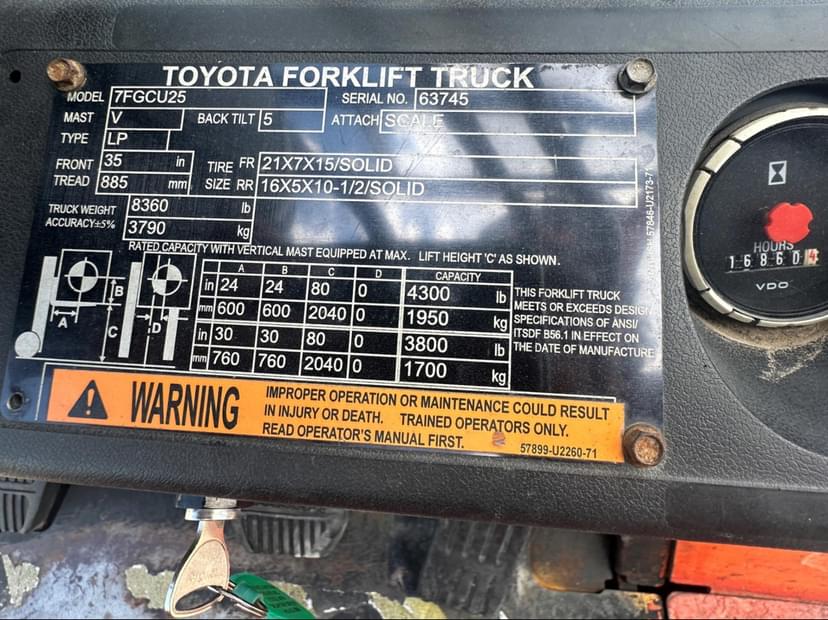 TOYOTA FORKLIFT TRUCK
MODEL 7FGCU25 SERIAL NO. 63745
MAST V BACK TILT 5 ATTACH SCALE
TYPE LP
FRONT 35 in TIRE FR 21X7X15/SOLID
TREAD 885 mm SIZE RR 16X5X10-1/2/SOLID
TRUCK WEIGHT 8360 lb
ACCURACY±5% 3790 kg
RATED CAPACITY WITH VERTICAL MAST EQUIPPED AT MAX. LIFT HEIGHT 'C' AS SHOWN.
A B C D CAPACITY
in 24 24 80 0 4300 lb
mm 600 600 2040 0 1950 kg
in 30 30 80 0 3800 lb
mm 760 760 2040 0 1700 kg
A B C D
THIS FORKLIFT TRUCK
MEETS OR EXCEEDS DESIGN
SPECIFICATIONS OF ANSI/
ITSDF B56.1 IN EFFECT ON
THE DATE OF MANUFACTURE
57846-U2173-71
WARNING
IMPROPER OPERATION OR MAINTENANCE COULD RESULT
IN INJURY OR DEATH. TRAINED OPERATORS ONLY.
READ OPERATOR'S MANUAL FIRST.
57899-U2260-71
HOURS
168604
VDO